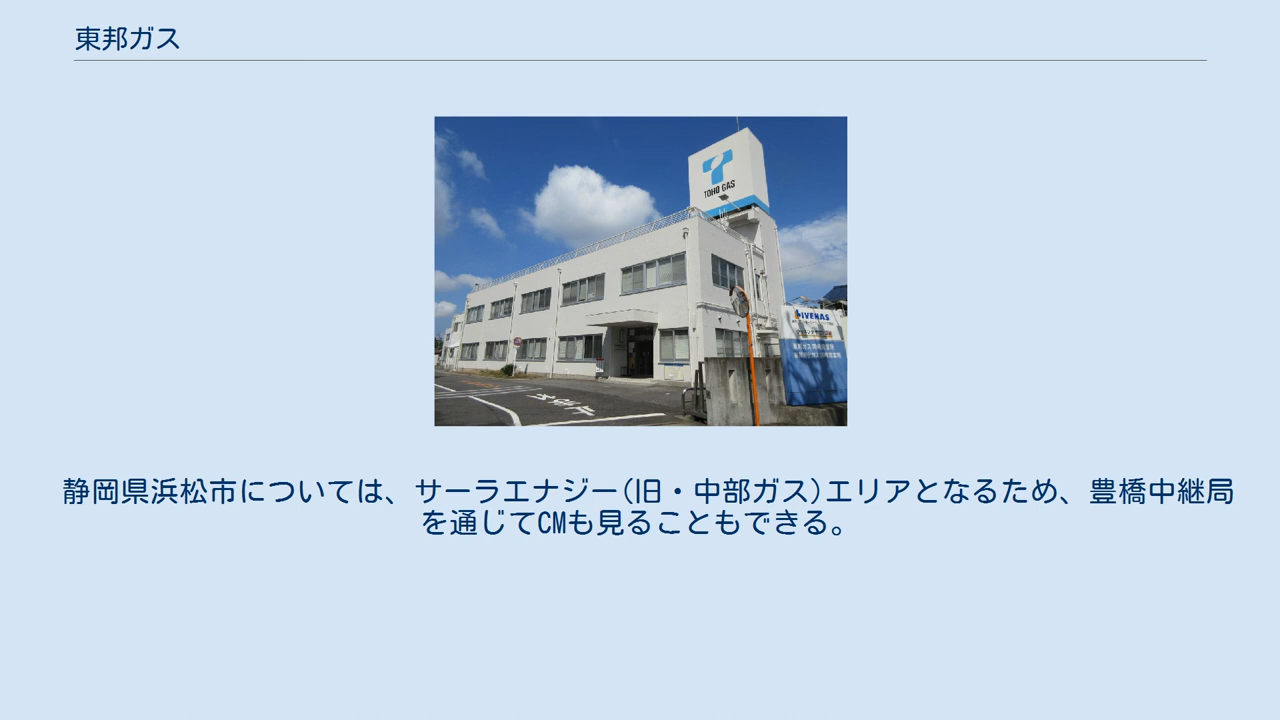 東邦ガス
TOHO GAS
LIVENAS
静岡県浜松市については、サーラエナジー(旧・中部ガス)エリアとなるため、豊橋中継局
を通じてCMも見ることもできる。